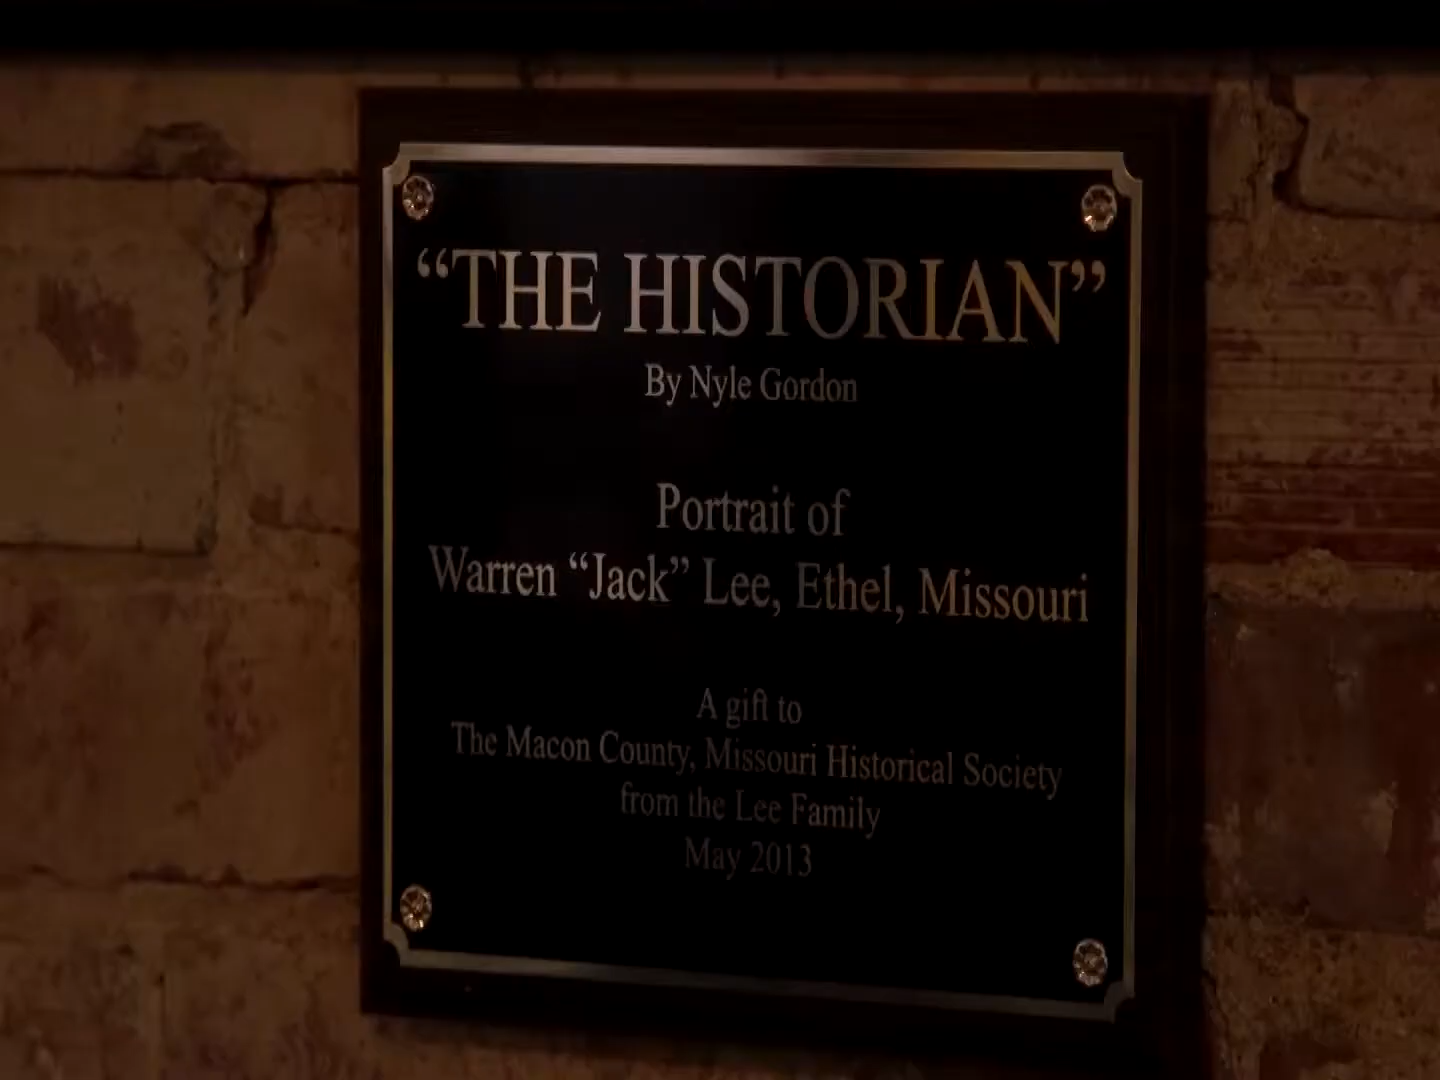 “THE HISTORIAN”
By Nyle Gordon
Portrait of
Warren “Jack” Lee, Ethel, Missouri
A gift to
The Macon County, Missouri Historical Society
from the Lee Family
May 2013